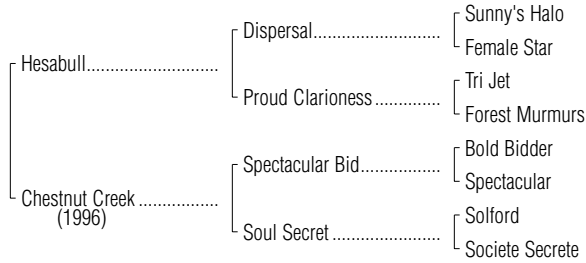 Sunny's Halo
Dispersal
Female Star
Hesabull
Tri Jet
Proud Clarioness
Forest Murmurs
Bold Bidder
Spectacular Bid
Spectacular
Chestnut Creek
(1996)
Solford
Soul Secret
Societe Secrete